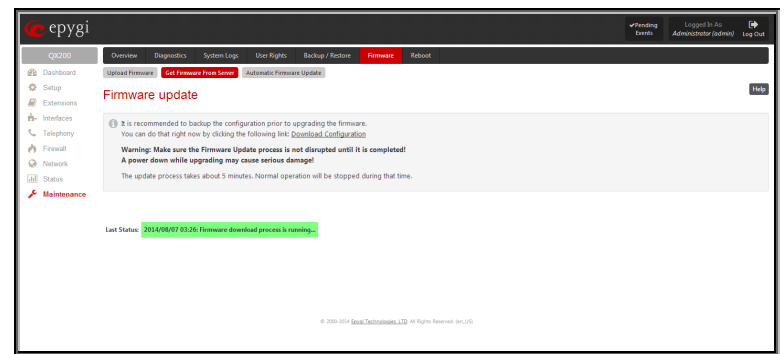 epygi
✔Pending
Events
Logged In As:
Administrator (admin)
Log Out
QX200
Overview Diagnostics System Logs User Rights Backup / Restore Firmware Reboot
Dashboard
Setup
Extensions
Interfaces
Telephony
Firewall
Network
Status
Maintenance
Upload Firmware Get Firmware From Server Automatic Firmware Update
Firmware update
Help
It is recommended to backup the configuration prior to upgrading the firmware.
You can do that right now by clicking the following link: Download Configuration
Warning: Make sure the Firmware Update process is not disrupted until it is completed!
A power down while upgrading may cause serious damage!
The update process takes about 5 minutes. Normal operation will be stopped during that time.
Last Status: 2014/08/07 03:26: Firmware download process is running...
© 2003-2014 Epygi Technologies, LTD. All Rights Reserved. (en_US)